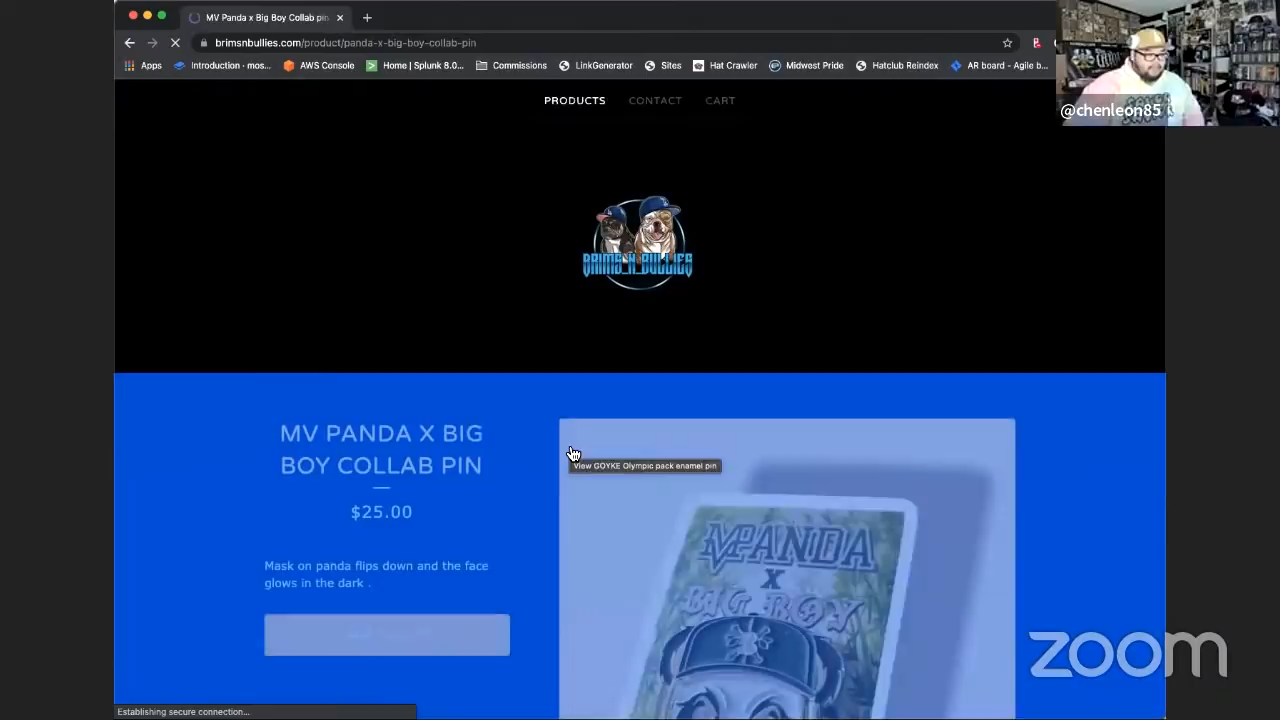 MV Panda x Big Boy Collab pin
brimsnbullies.com/product/panda-x-big-boy-collab-pin
Apps
Introduction · mos...
AWS Console
Home | Splunk 8.0...
Commissions
LinkGenerator
Sites
Hat Crawler
Midwest Pride
Hatclub Reindex
AR board - Agile b...
@chenleon85
PRODUCTS
CONTACT
CART
BRIMS_N_BULLIES
MV PANDA X BIG
BOY COLLAB PIN
$25.00
Mask on panda flips down and the face
glows in the dark .
View GOYKE Olympic pack enamel pin
MVPANDA
X
BIG BOY
zoom
Establishing secure connection...